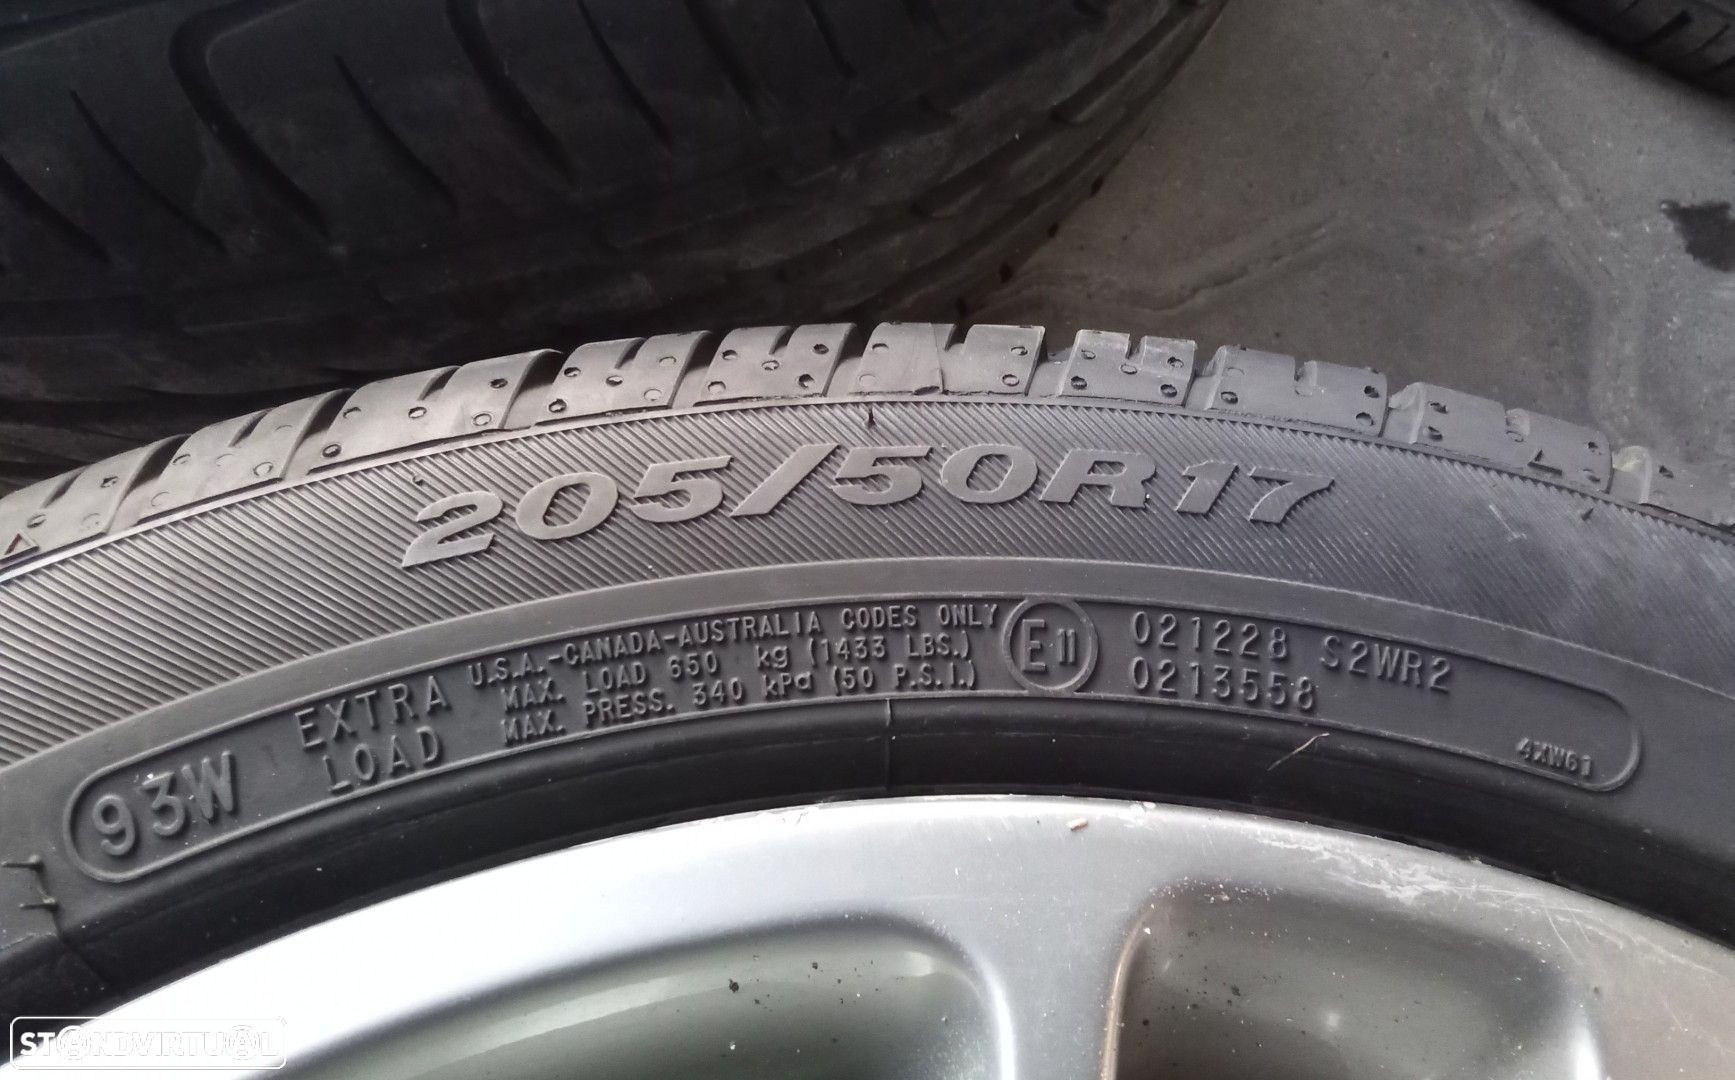 205/50R17
93W
EXTRA
LOAD
U.S.A.-CANADA-AUSTRALIA CODES ONLY
MAX. LOAD 650 kg (1433 LBS.)
MAX. PRESS. 340 kPa (50 P.S.I.)
E11
021228 S2WR2
0213558
4XW61
STANDVIRTUAL